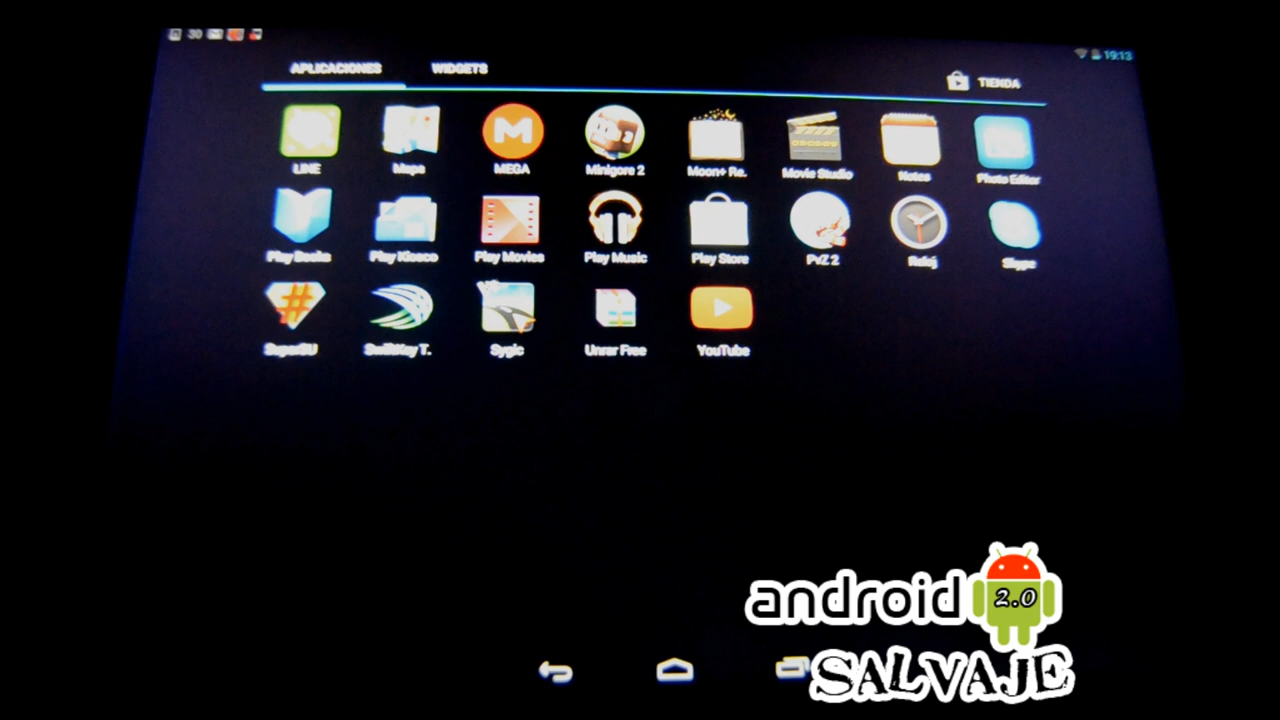 30
19:13
APLICACIONES WIDGETS
TIENDA
LINE Maps MEGA Minigore 2 Moon+ Re. Movie Studio Notes Photo Editor
Play Books Play Kiosco Play Movies Play Music Play Store PvZ 2 Reloj Skype
SuperSU SwiftKey T. Sygic Unrar Free YouTube
android 2.0
SALVAJE